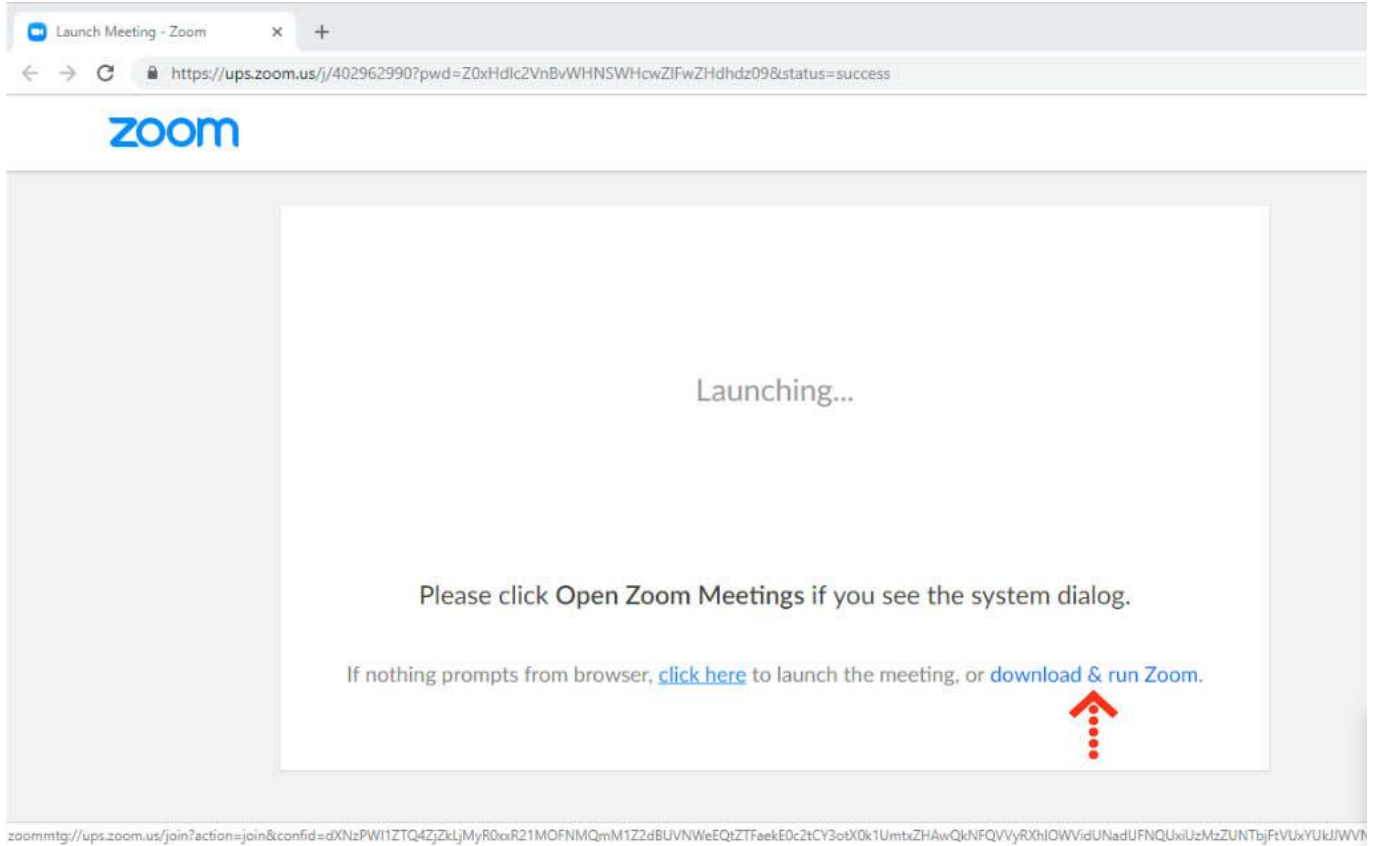 Launch Meeting - Zoom
https://ups.zoom.us/j/402962990?pwd=Z0xHdlc2VnBvWHNSWHcwZlFwZHdhdz09&status=success
zoom
Launching...
Please click Open Zoom Meetings if you see the system dialog.
If nothing prompts from browser, click here to launch the meeting, or download & run Zoom.